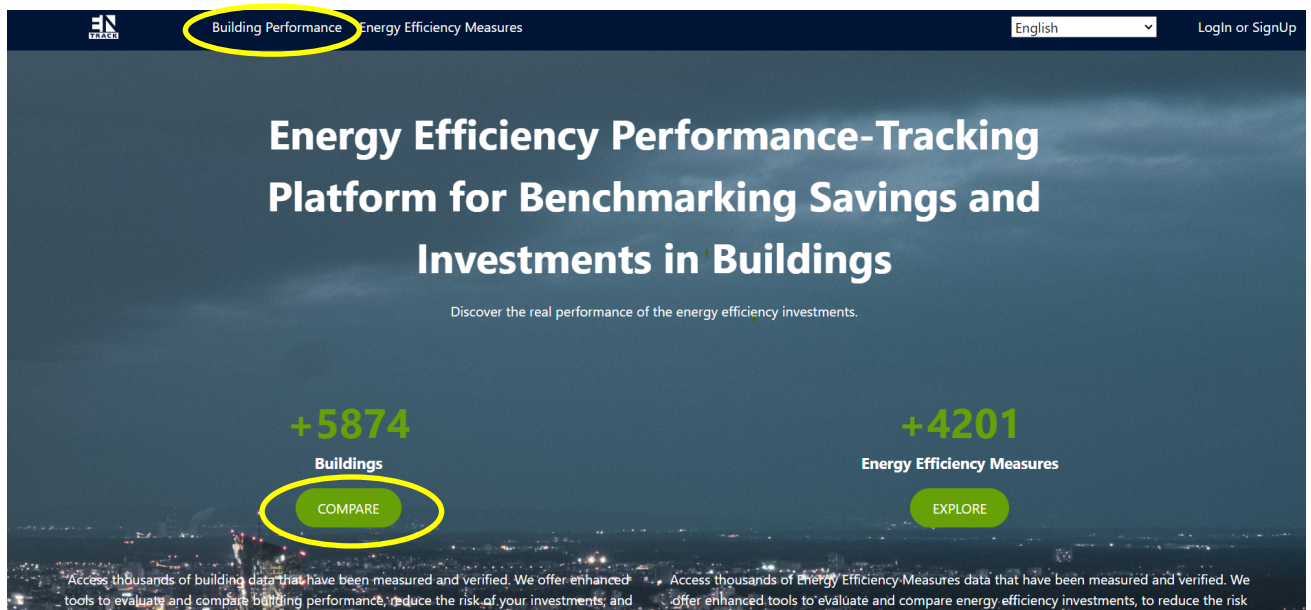 EN
TRACK
Building Performance
Energy Efficiency Measures
English
LogIn or SignUp
Energy Efficiency Performance-Tracking
Platform for Benchmarking Savings and
Investments in Buildings
Discover the real performance of the energy efficiency investments.
+5874
Buildings
COMPARE
Access thousands of building data that have been measured and verified. We offer enhanced
tools to evaluate and compare building performance, reduce the risk of your investments, and
+4201
Energy Efficiency Measures
EXPLORE
Access thousands of Energy Efficiency Measures data that have been measured and verified. We
offer enhanced tools to evaluate and compare energy efficiency investments, to reduce the risk